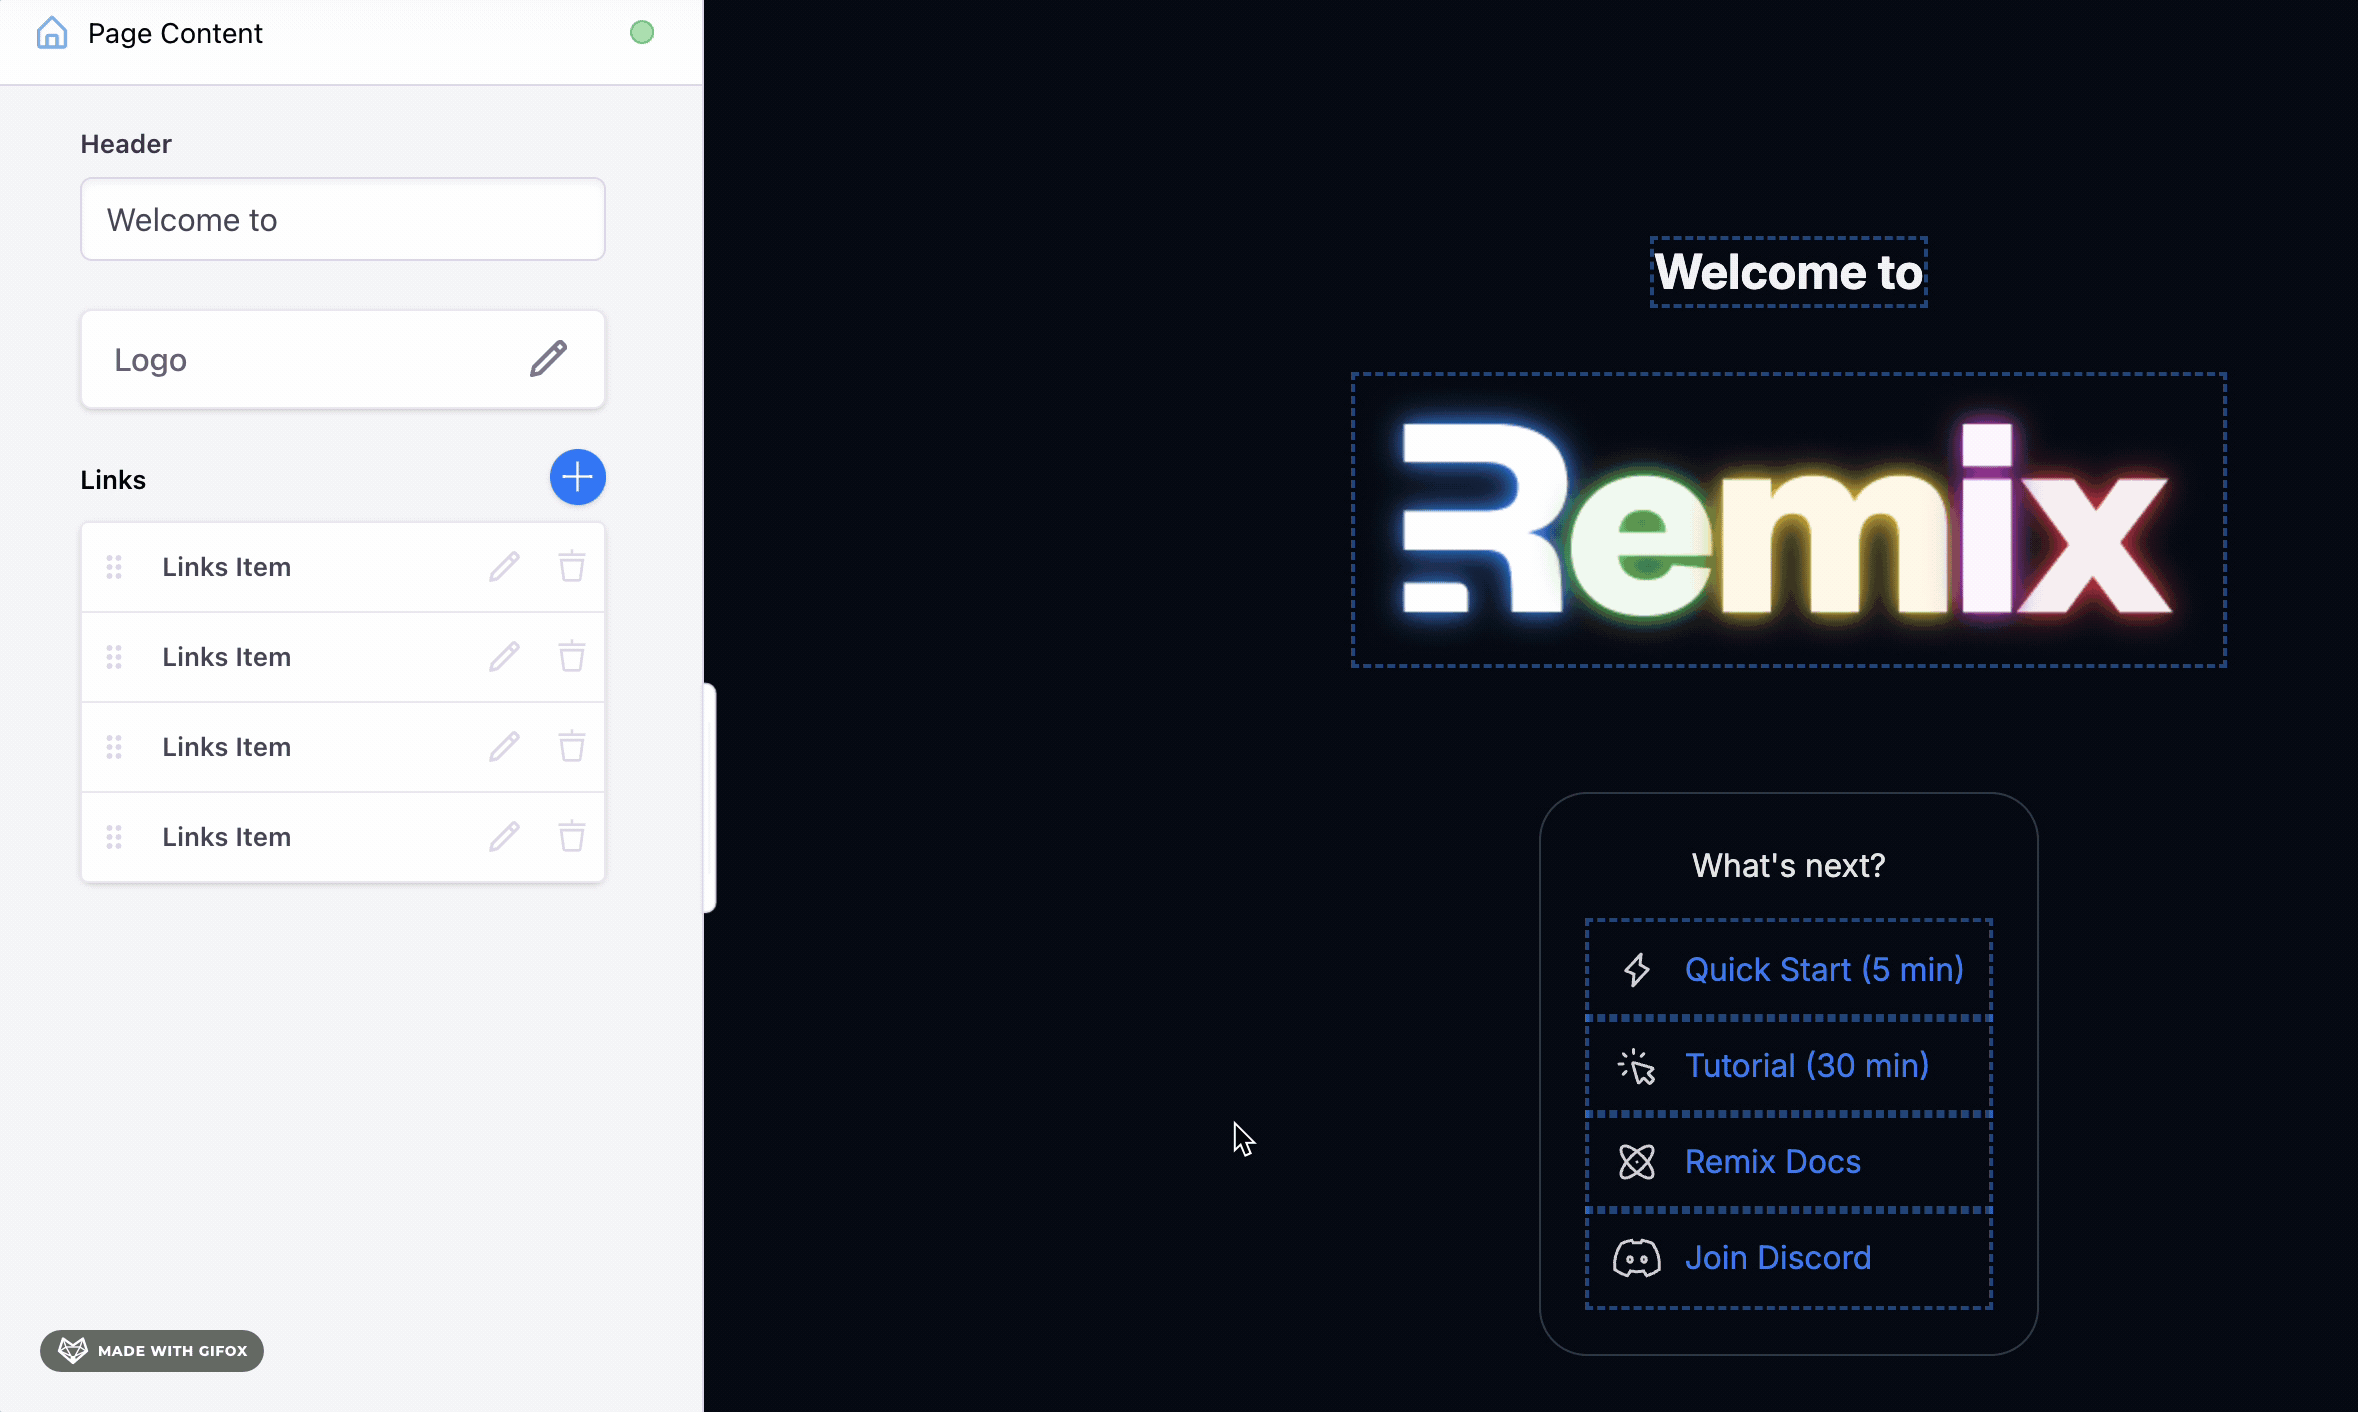 Page Content
Header
Welcome to
Logo
Links
Links Item
Links Item
Links Item
Links Item
MADE WITH GIFOX
Welcome to
Remix
What's next?
Quick Start (5 min)
Tutorial (30 min)
Remix Docs
Join Discord